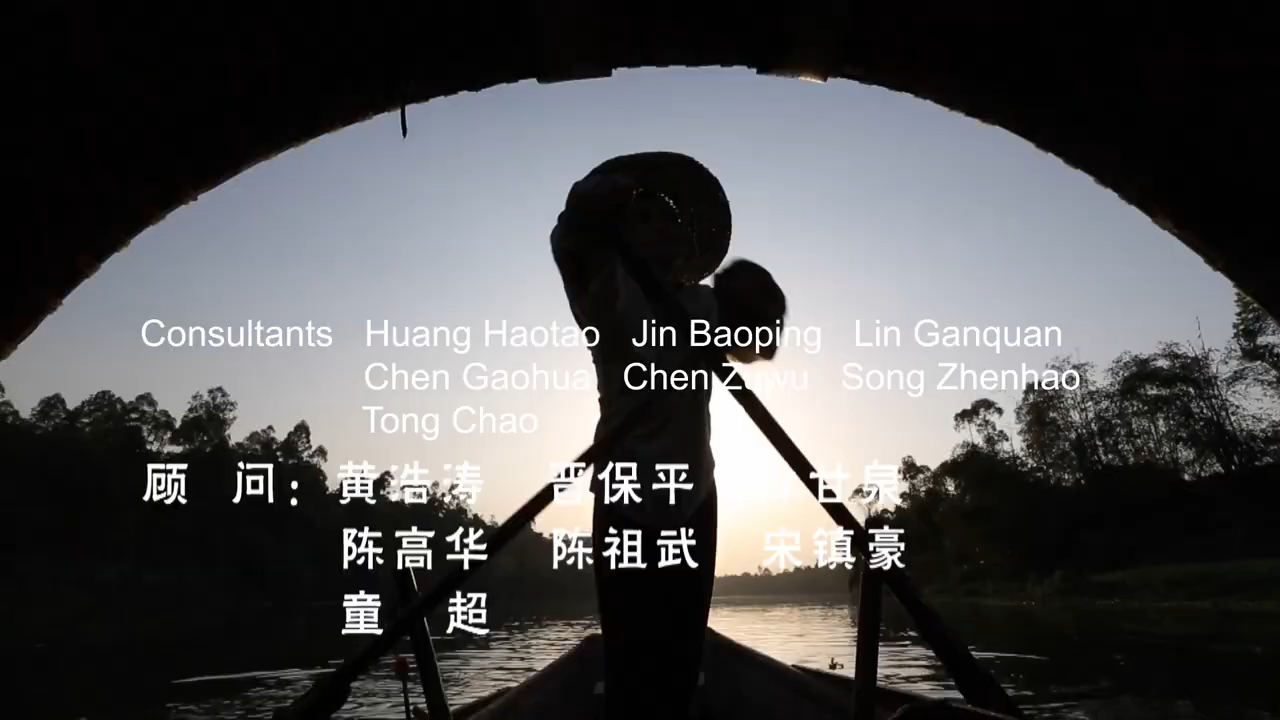 Consultants Huang Haotao Jin Baoping Lin Ganquan
Chen Gaohua Chen Zuwu Song Zhenhao
Tong Chao
顾 问：黄浩涛 晋保平 甘泉
陈高华 陈祖武 宋镇豪
童 超